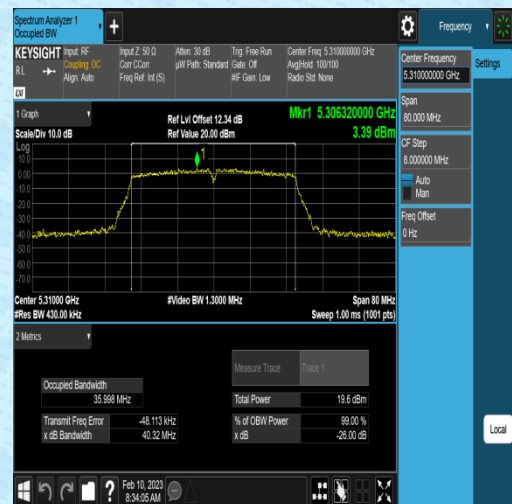 Spectrum Analyzer 1
Occupied BW
+
Frequency
KEYSIGHT
Input: RF
Coupling: DC
Align: Auto
Input Z: 50 Ω
Corr CCorr
Freq Ref: Int (S)
Atten: 30 dB
µW Path: Standard
Trig: Free Run
Gate: Off
#IF Gain: Low
Center Freq: 5.310000000 GHz
Avg|Hold: 100/100
Radio Std: None
R L
LXI
1 Graph
Scale/Div 10.0 dB
Ref Lvl Offset 12.34 dB
Ref Value 20.00 dBm
Mkr1 5.306320000 GHz
3.39 dBm
Log
10.0
0.00
-10.0
-20.0
-30.0
-40.0
-50.0
-60.0
-70.0
1
Center 5.31000 GHz
#Res BW 430.00 kHz
#Video BW 1.3000 MHz
Span 80 MHz
Sweep 1.00 ms (1001 pts)
2 Metrics
Measure Trace
Trace 1
Occupied Bandwidth
35.998 MHz
Total Power
19.6 dBm
Transmit Freq Error
-48.113 kHz
% of OBW Power
99.00 %
x dB Bandwidth
40.32 MHz
x dB
-26.00 dB
Center Frequency
5.310000000 GHz
Settings
Span
80.000 MHz
CF Step
8.000000 MHz
Auto
Man
Freq Offset
0 Hz
Local
?
Feb 10, 2023
8:34:05 AM